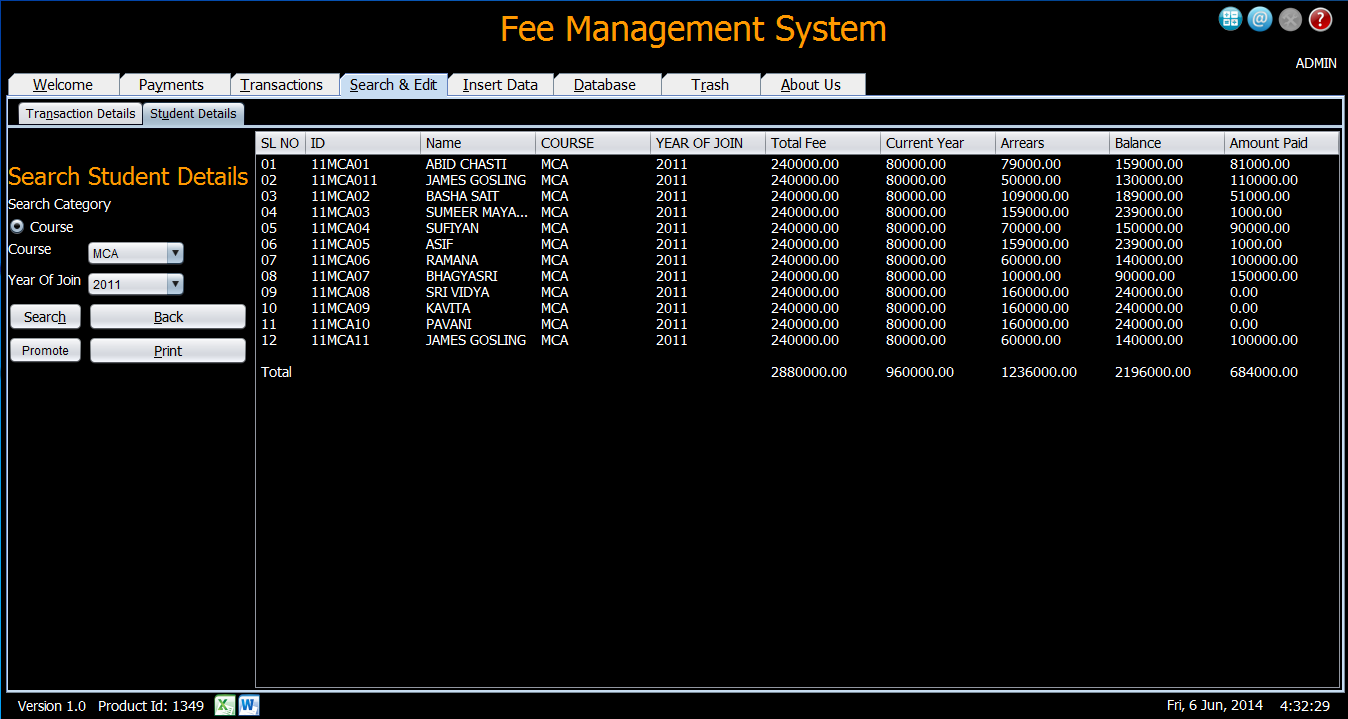 Fee Management System
ADMIN
Welcome Payments Transactions Search & Edit Insert Data Database Trash About Us
Transaction Details Student Details
SL NO ID Name COURSE YEAR OF JOIN Total Fee Current Year Arrears Balance Amount Paid
01 11MCA01 ABID CHASTI MCA 2011 240000.00 80000.00 79000.00 159000.00 81000.00
02 11MCA011 JAMES GOSLING MCA 2011 240000.00 80000.00 50000.00 130000.00 110000.00
03 11MCA02 BASHA SAIT MCA 2011 240000.00 80000.00 109000.00 189000.00 51000.00
04 11MCA03 SUMEER MAYA... MCA 2011 240000.00 80000.00 159000.00 239000.00 1000.00
05 11MCA04 SUFIYAN MCA 2011 240000.00 80000.00 70000.00 150000.00 90000.00
06 11MCA05 ASIF MCA 2011 240000.00 80000.00 159000.00 239000.00 1000.00
07 11MCA06 RAMANA MCA 2011 240000.00 80000.00 60000.00 140000.00 100000.00
08 11MCA07 BHAGYASRI MCA 2011 240000.00 80000.00 10000.00 90000.00 150000.00
09 11MCA08 SRI VIDYA MCA 2011 240000.00 80000.00 160000.00 240000.00 0.00
10 11MCA09 KAVITA MCA 2011 240000.00 80000.00 160000.00 240000.00 0.00
11 11MCA10 PAVANI MCA 2011 240000.00 80000.00 160000.00 240000.00 0.00
12 11MCA11 JAMES GOSLING MCA 2011 240000.00 80000.00 60000.00 140000.00 100000.00
Total 2880000.00 960000.00 1236000.00 2196000.00 684000.00
Search Student Details
Search Category
Course
Course MCA
Year Of Join 2011
Search Back
Promote Print
Version 1.0 Product Id: 1349 Fri, 6 Jun, 2014 4:32:29